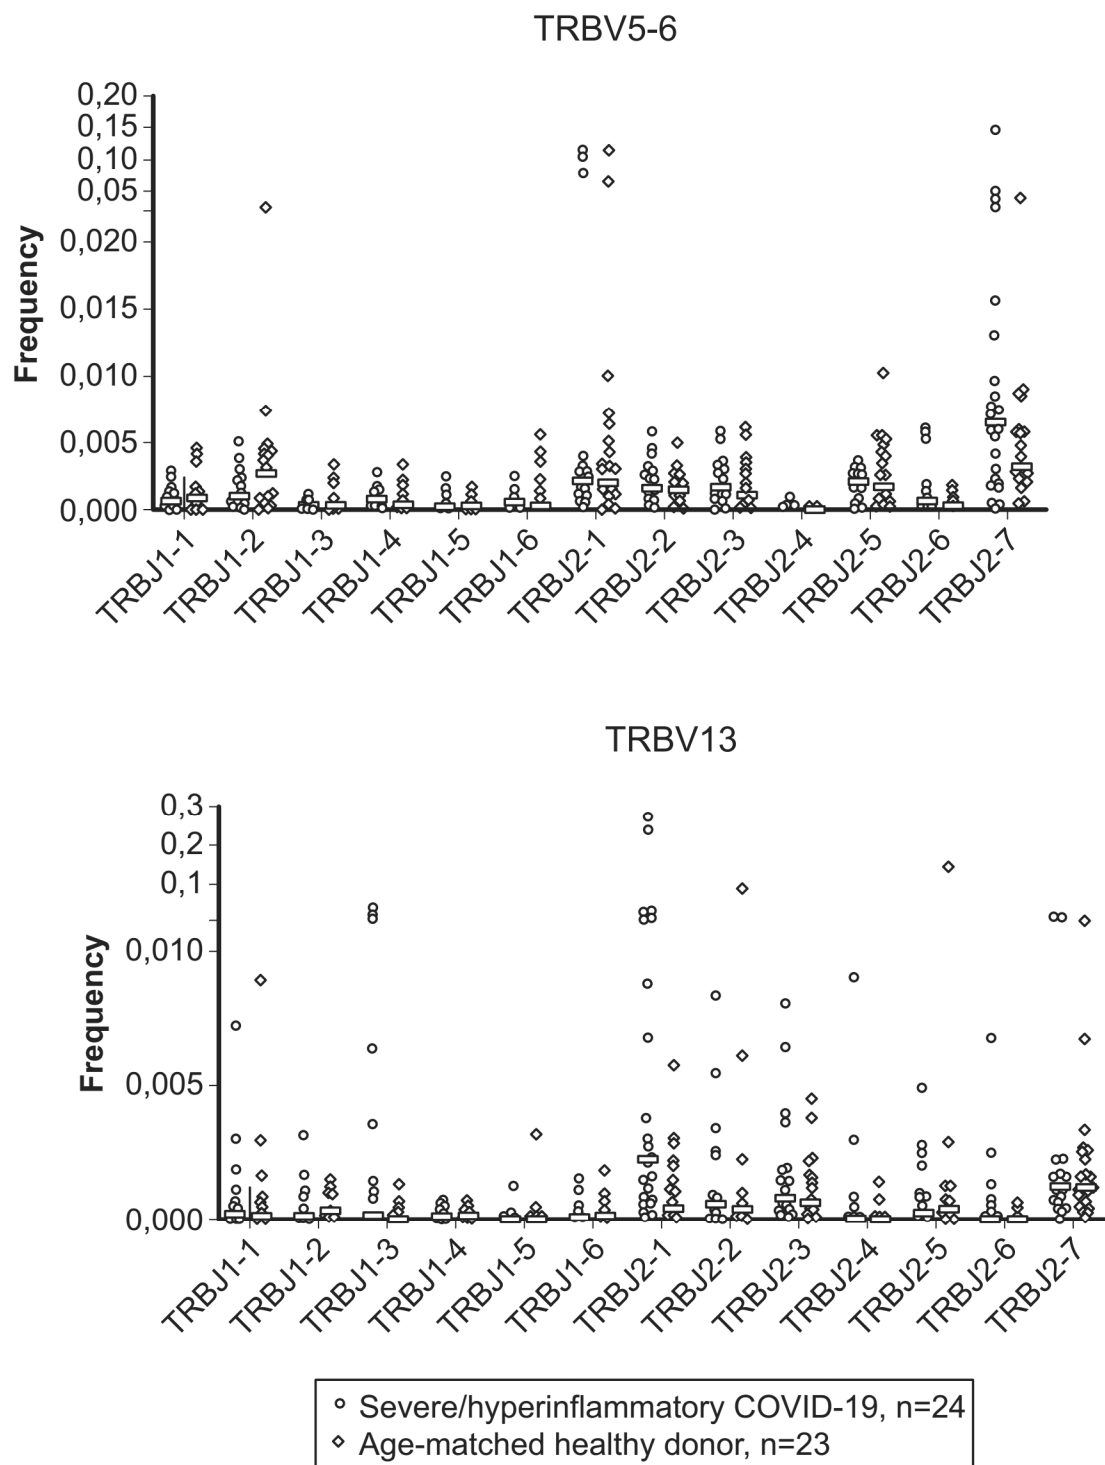 TRBV5-6
0,20
0,15
0,10
0,05
0,020
0,015
0,010
0,005
0,000
Frequency
TRBJ1-1
TRBJ1-2
TRBJ1-3
TRBJ1-4
TRBJ1-5
TRBJ1-6
TRBJ2-1
TRBJ2-2
TRBJ2-3
TRBJ2-4
TRBJ2-5
TRBJ2-6
TRBJ2-7
TRBV13
0,3
0,2
0,1
0,010
0,005
0,000
Frequency
TRBJ1-1
TRBJ1-2
TRBJ1-3
TRBJ1-4
TRBJ1-5
TRBJ1-6
TRBJ2-1
TRBJ2-2
TRBJ2-3
TRBJ2-4
TRBJ2-5
TRBJ2-6
TRBJ2-7
Severe/hyperinflammatory COVID-19, n=24
Age-matched healthy donor, n=23